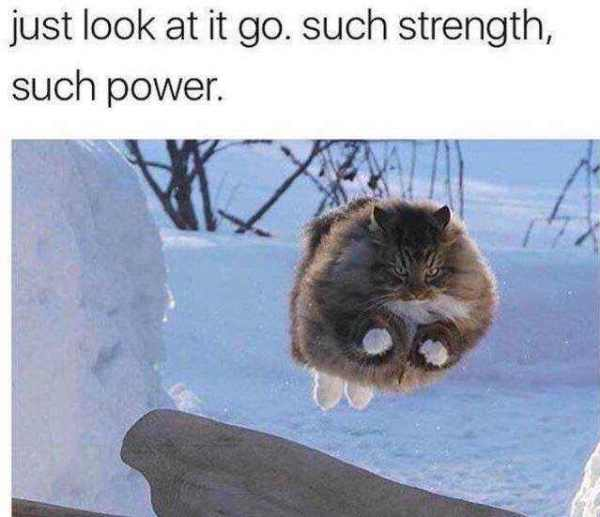 just look at it go. such strength,
such power.